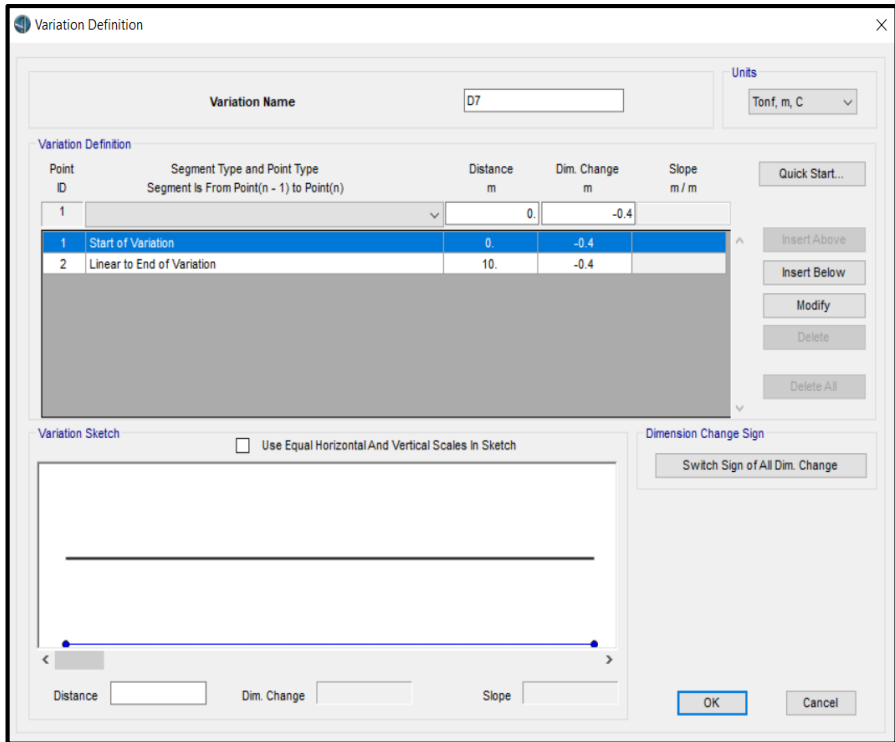 Variation Definition
Units
Variation Name D7 Tonf, m, C
Variation Definition
Point Segment Type and Point Type Distance Dim. Change Slope Quick Start...
ID Segment Is From Point(n - 1) to Point(n) m m m / m
1 0. -0.4
1 Start of Variation 0. -0.4 Insert Above
2 Linear to End of Variation 10. -0.4 Insert Below
Modify
Delete
Delete All
Variation Sketch Dimension Change Sign
Use Equal Horizontal And Vertical Scales In Sketch
Switch Sign of All Dim. Change
Distance Dim. Change Slope OK Cancel